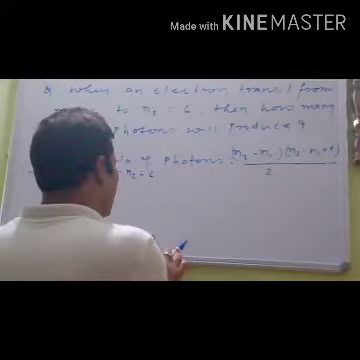 Made with KINEMASTER
Q When an electron transit from
to n₂ = 6, then how many
photons will produce ?
of photons = (n₂ - n₁)(n₂ - n₁ + 1)
n₂ = 6
2